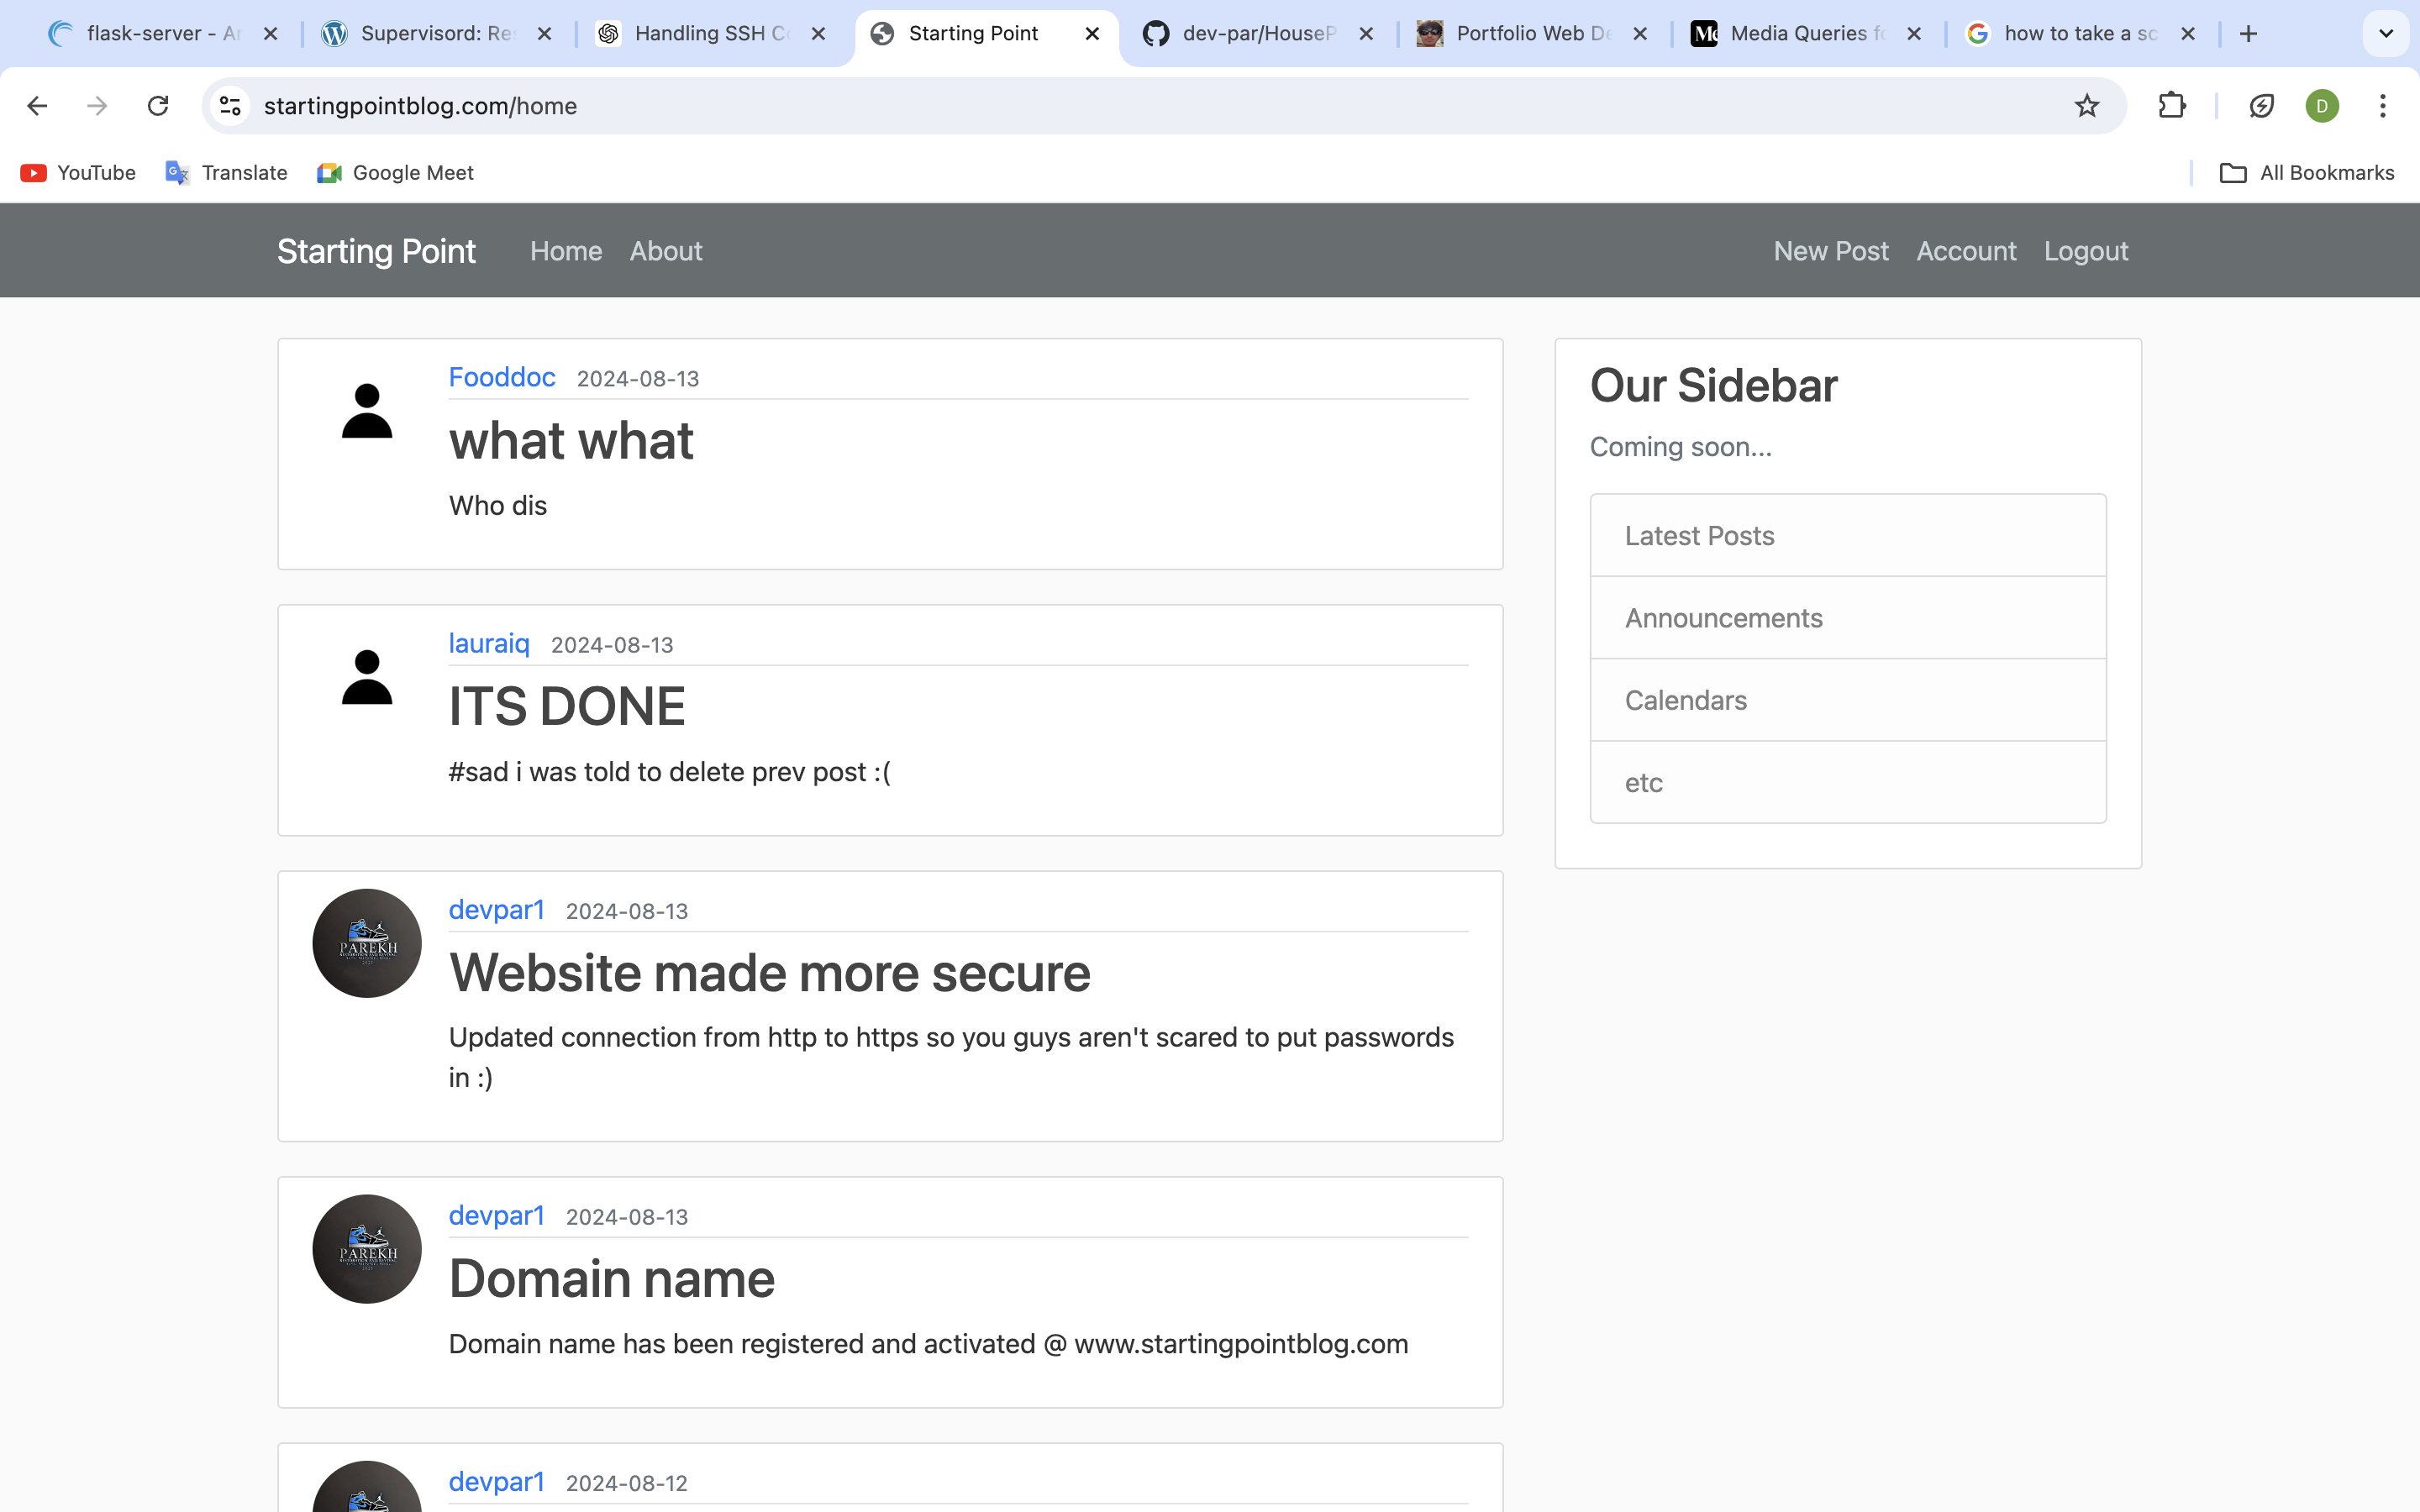 flask-server - Ar
Supervisord: Res
Handling SSH Co
Starting Point
dev-par/HouseP
Portfolio Web De
Media Queries fo
how to take a sc
startingpointblog.com/home
D
YouTube
Translate
Google Meet
All Bookmarks
Starting Point
Home
About
New Post
Account
Logout
Fooddoc 2024-08-13
what what
Who dis
lauraiq 2024-08-13
ITS DONE
#sad i was told to delete prev post :(
PAREKH
devpar1 2024-08-13
Website made more secure
Updated connection from http to https so you guys aren't scared to put passwords
in :)
PAREKH
devpar1 2024-08-13
Domain name
Domain name has been registered and activated @ www.startingpointblog.com
devpar1 2024-08-12
Our Sidebar
Coming soon...
Latest Posts
Announcements
Calendars
etc